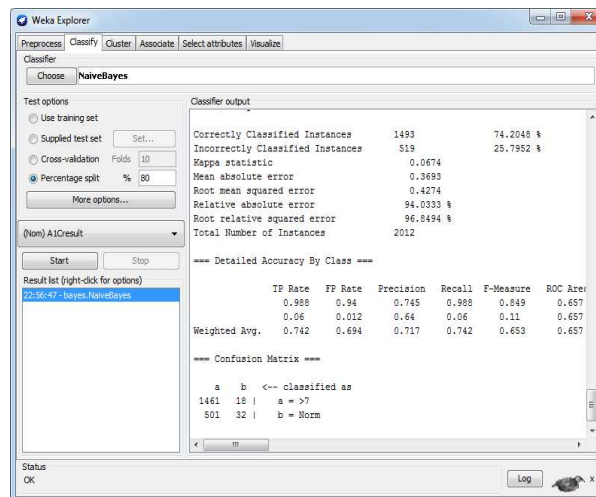 Weka Explorer
Preprocess Classify Cluster Associate Select attributes Visualize
Classifier
Choose NaiveBayes
Test options
Use training set
Supplied test set Set...
Cross-validation Folds 10
Percentage split % 80
More options...
(Nom) A1Cresult
Start Stop
Result list (right-click for options)
22:56:47 - bayes.NaiveBayes
Classifier output
Correctly Classified Instances 1493 74.2048 %
Incorrectly Classified Instances 519 25.7952 %
Kappa statistic 0.0674
Mean absolute error 0.3693
Root mean squared error 0.4274
Relative absolute error 94.0333 %
Root relative squared error 96.8494 %
Total Number of Instances 2012
=== Detailed Accuracy By Class ===
TP Rate FP Rate Precision Recall F-Measure ROC Area
0.988 0.94 0.745 0.988 0.849 0.657
0.06 0.012 0.64 0.06 0.11 0.657
Weighted Avg. 0.742 0.694 0.717 0.742 0.653 0.657
=== Confusion Matrix ===
a b <-- classified as
1461 18 | a = >7
501 32 | b = Norm
Status
OK
Log x